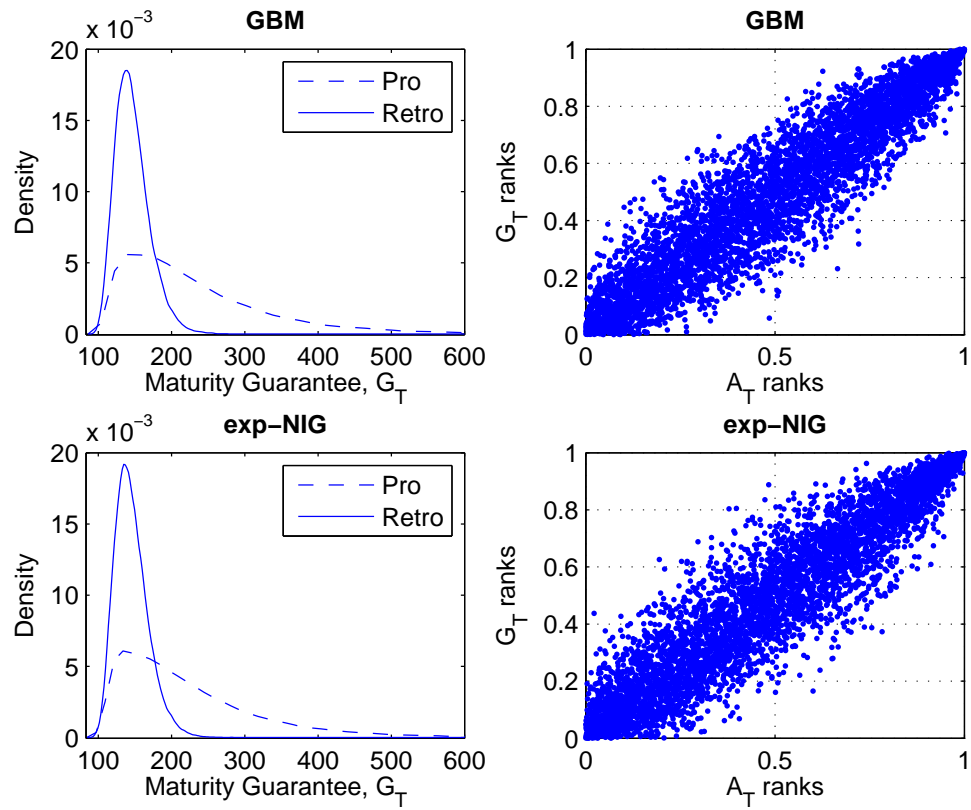 GBM
x 10⁻³
20
15
10
5
0
Density
100 200 300 400 500 600
Maturity Guarantee, G_T
Pro
Retro
1
0.8
0.6
0.4
0.2
0
G_T ranks
0 0.5 1
A_T ranks
exp−NIG
x 10⁻³
20
15
10
5
0
Density
100 200 300 400 500 600
Maturity Guarantee, G_T
Pro
Retro
exp−NIG
1
0.8
0.6
0.4
0.2
0
G_T ranks
0 0.5 1
A_T ranks